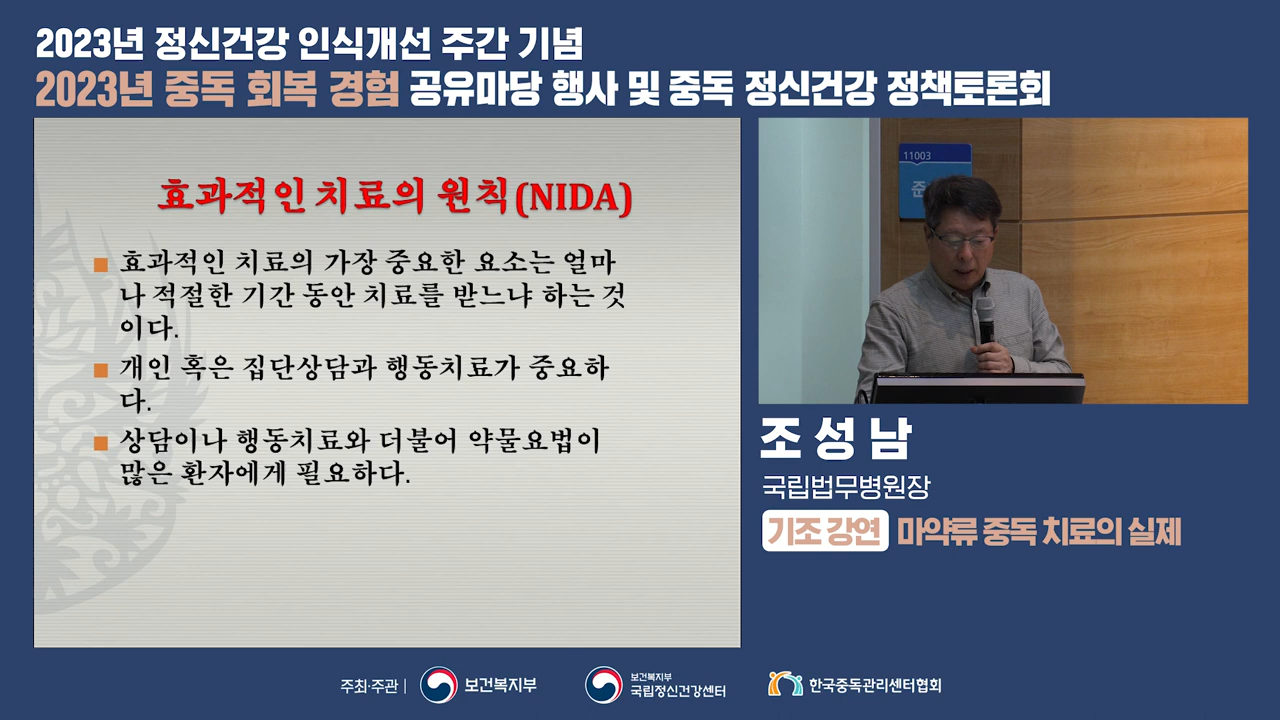 2023년 정신건강 인식개선 주간 기념
2023년 중독 회복 경험 공유마당 행사 및 중독 정신건강 정책토론회
효과적인 치료의 원칙(NIDA)
효과적인 치료의 가장 중요한 요소는 얼마
나 적절한 기간 동안 치료를 받느냐 하는 것
이다.
개인 혹은 집단상담과 행동치료가 중요하
다.
상담이나 행동치료와 더불어 약물요법이
많은 환자에게 필요하다.
11003
준
조성남
국립법무병원장
기조 강연 마약류 중독 치료의 실제
주최·주관 | 보건복지부
보건복지부
국립정신건강센터
한국중독관리센터협회